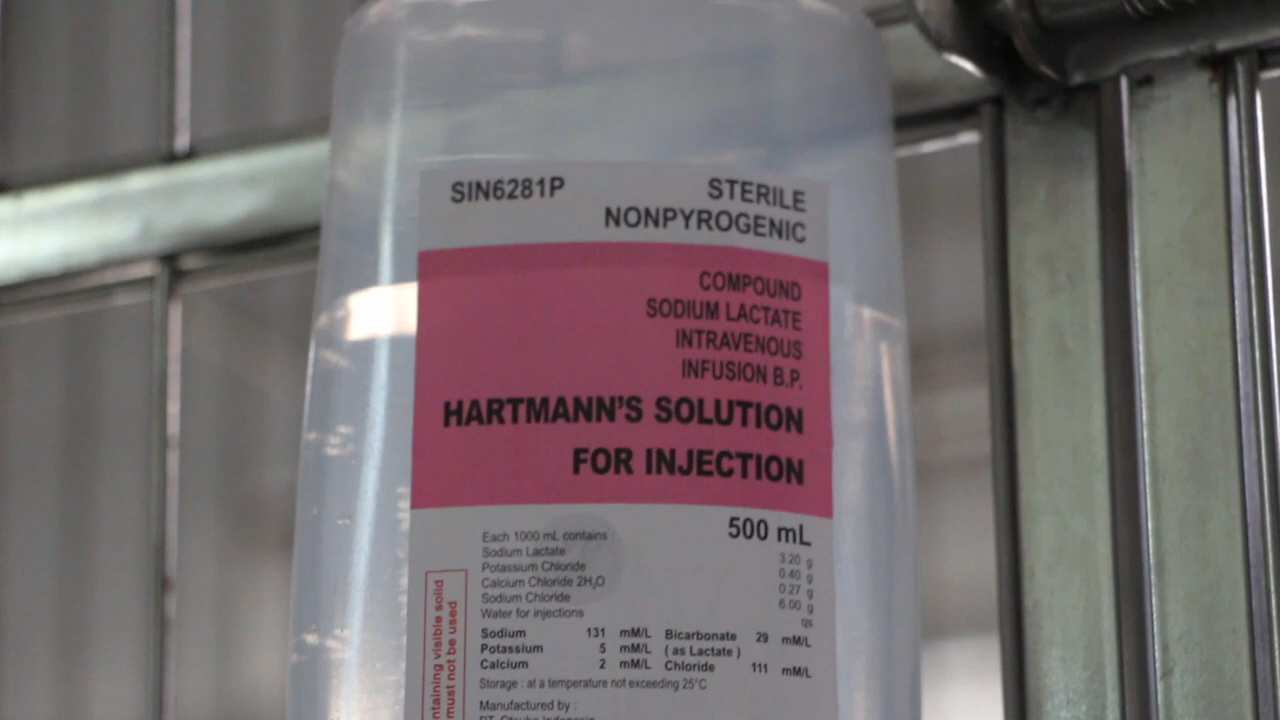 SIN6281P
STERILE
NONPYROGENIC
COMPOUND
SODIUM LACTATE
INTRAVENOUS
INFUSION B.P.
HARTMANN'S SOLUTION
FOR INJECTION
500 mL
Each 1000 mL contains :
Sodium Lactate 3.20 g
Potassium Chloride 0.40 g
Calcium Chloride 2H₂O 0.27 g
Sodium Chloride 6.00 g
Water for injections qs
Sodium 131 mM/L Bicarbonate 29 mM/L
Potassium 5 mM/L ( as Lactate )
Calcium 2 mM/L Chloride 111 mM/L
Storage : at a temperature not exceeding 25°C
Manufactured by :
PT. Otsuka Indonesia
ntaining visible solid
must not be used